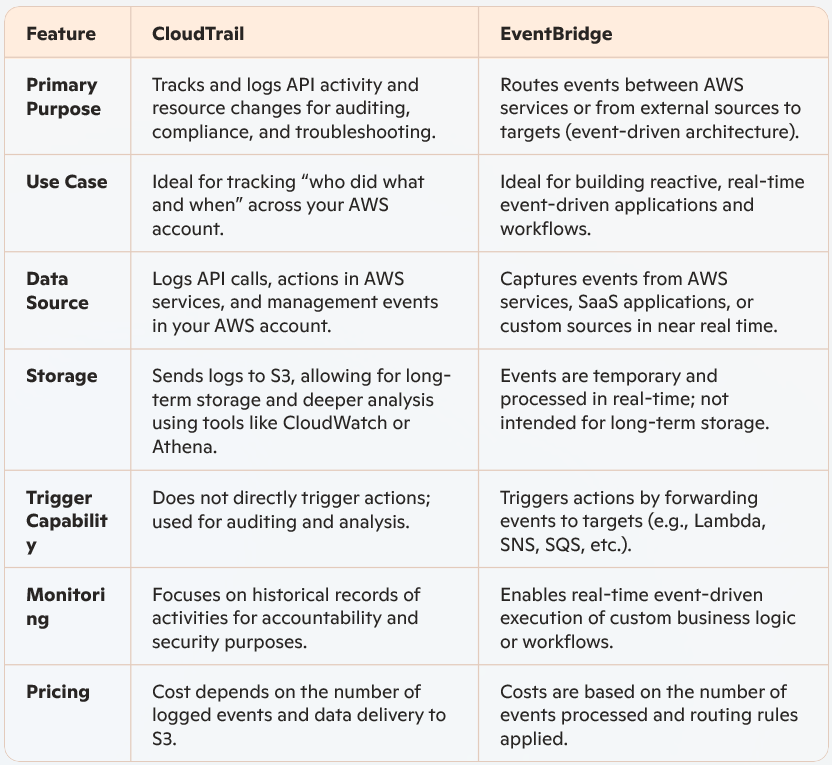 Feature
CloudTrail
EventBridge
Primary
Purpose
Tracks and logs API activity and
resource changes for auditing,
compliance, and troubleshooting.
Routes events between AWS
services or from external sources to
targets (event-driven architecture).
Use Case
Ideal for tracking “who did what
and when” across your AWS
account.
Ideal for building reactive, real-time
event-driven applications and
workflows.
Data
Source
Logs API calls, actions in AWS
services, and management events
in your AWS account.
Captures events from AWS
services, SaaS applications, or
custom sources in near real time.
Storage
Sends logs to S3, allowing for long-
term storage and deeper analysis
using tools like CloudWatch or
Athena.
Events are temporary and
processed in real-time; not
intended for long-term storage.
Trigger
Capabilit
y
Does not directly trigger actions;
used for auditing and analysis.
Triggers actions by forwarding
events to targets (e.g., Lambda,
SNS, SQS, etc.).
Monitori
ng
Focuses on historical records of
activities for accountability and
security purposes.
Enables real-time event-driven
execution of custom business logic
or workflows.
Pricing
Cost depends on the number of
logged events and data delivery to
S3.
Costs are based on the number of
events processed and routing rules
applied.